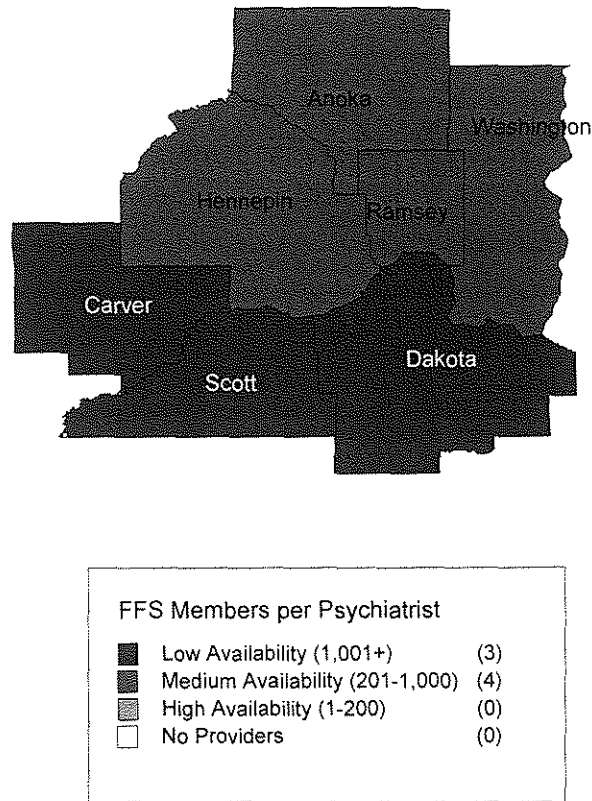 Anoka
Washington
Hennepin
Ramsey
Carver
Dakota
Scott
FFS Members per Psychiatrist
Low Availability (1,001+) (3)
Medium Availability (201-1,000) (4)
High Availability (1-200) (0)
No Providers (0)